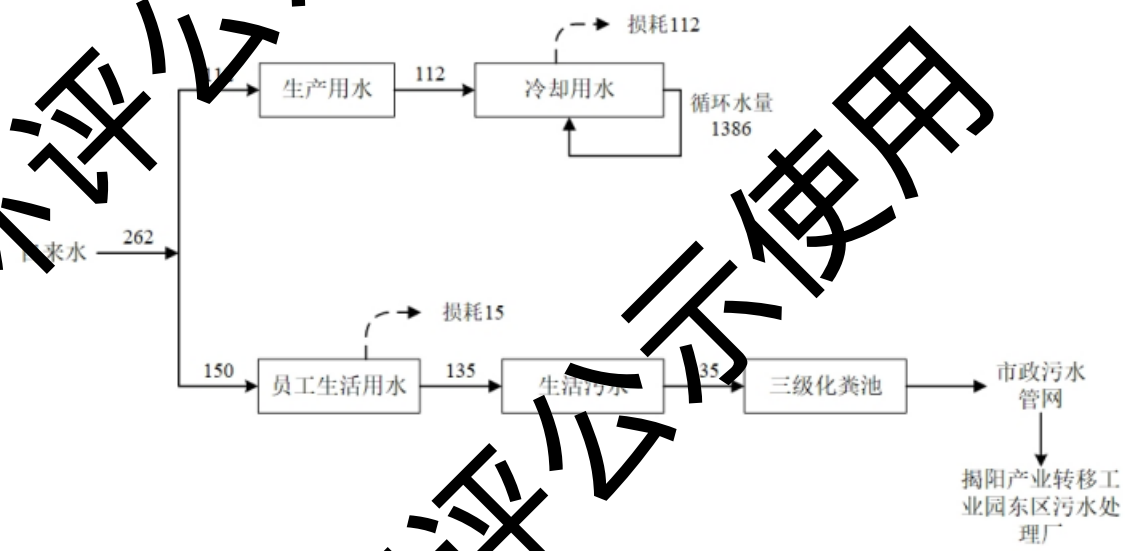 损耗112
生产用水
112
冷却用水
循环水量
1386
来水
262
损耗15
150
员工生活用水
135
生活污水
35
三级化粪池
市政污水
管网
揭阳产业转移工
业园东区污水处
理厂
评公
评公示使用